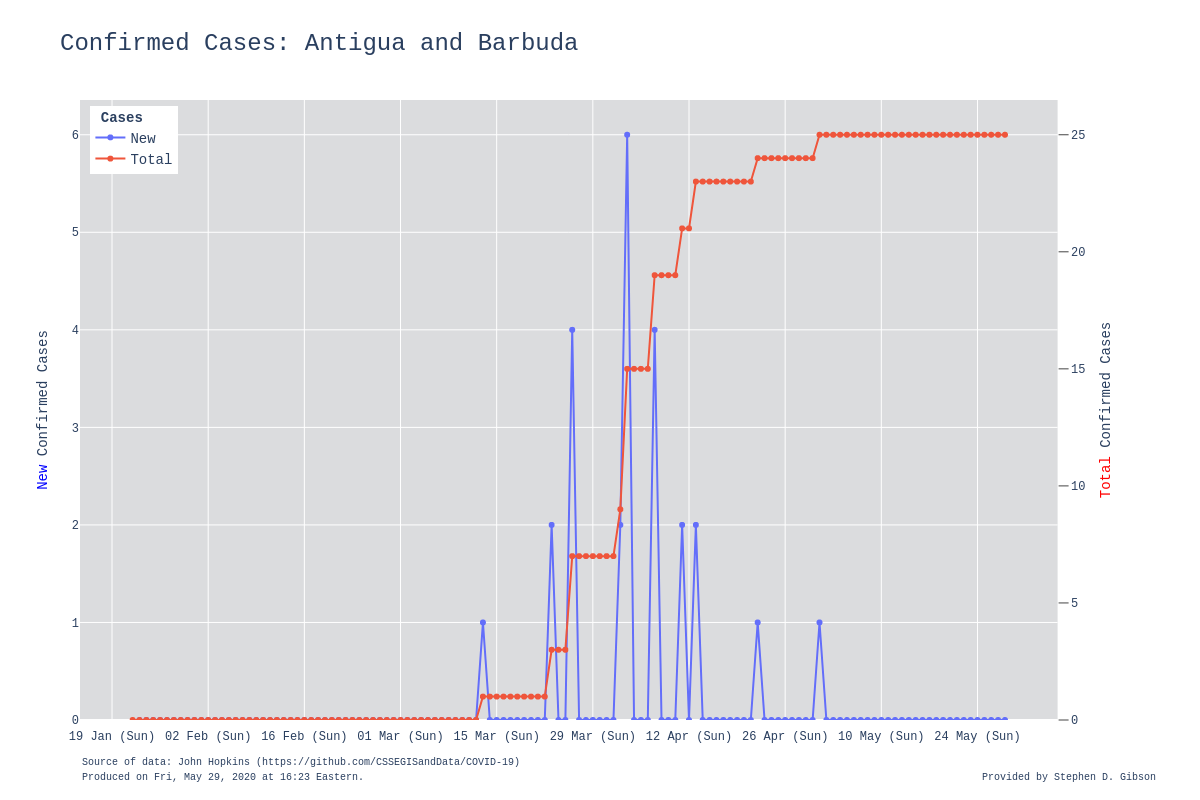 Confirmed Cases: Antigua and Barbuda
Cases
New
Total
6
5
4
3
2
1
0
New Confirmed Cases
25
20
15
10
5
0
Total Confirmed Cases
19 Jan (Sun) 02 Feb (Sun) 16 Feb (Sun) 01 Mar (Sun) 15 Mar (Sun) 29 Mar (Sun) 12 Apr (Sun) 26 Apr (Sun) 10 May (Sun) 24 May (Sun)
Source of data: John Hopkins (https://github.com/CSSEGISandData/COVID-19)
Produced on Fri, May 29, 2020 at 16:23 Eastern.
Provided by Stephen D. Gibson